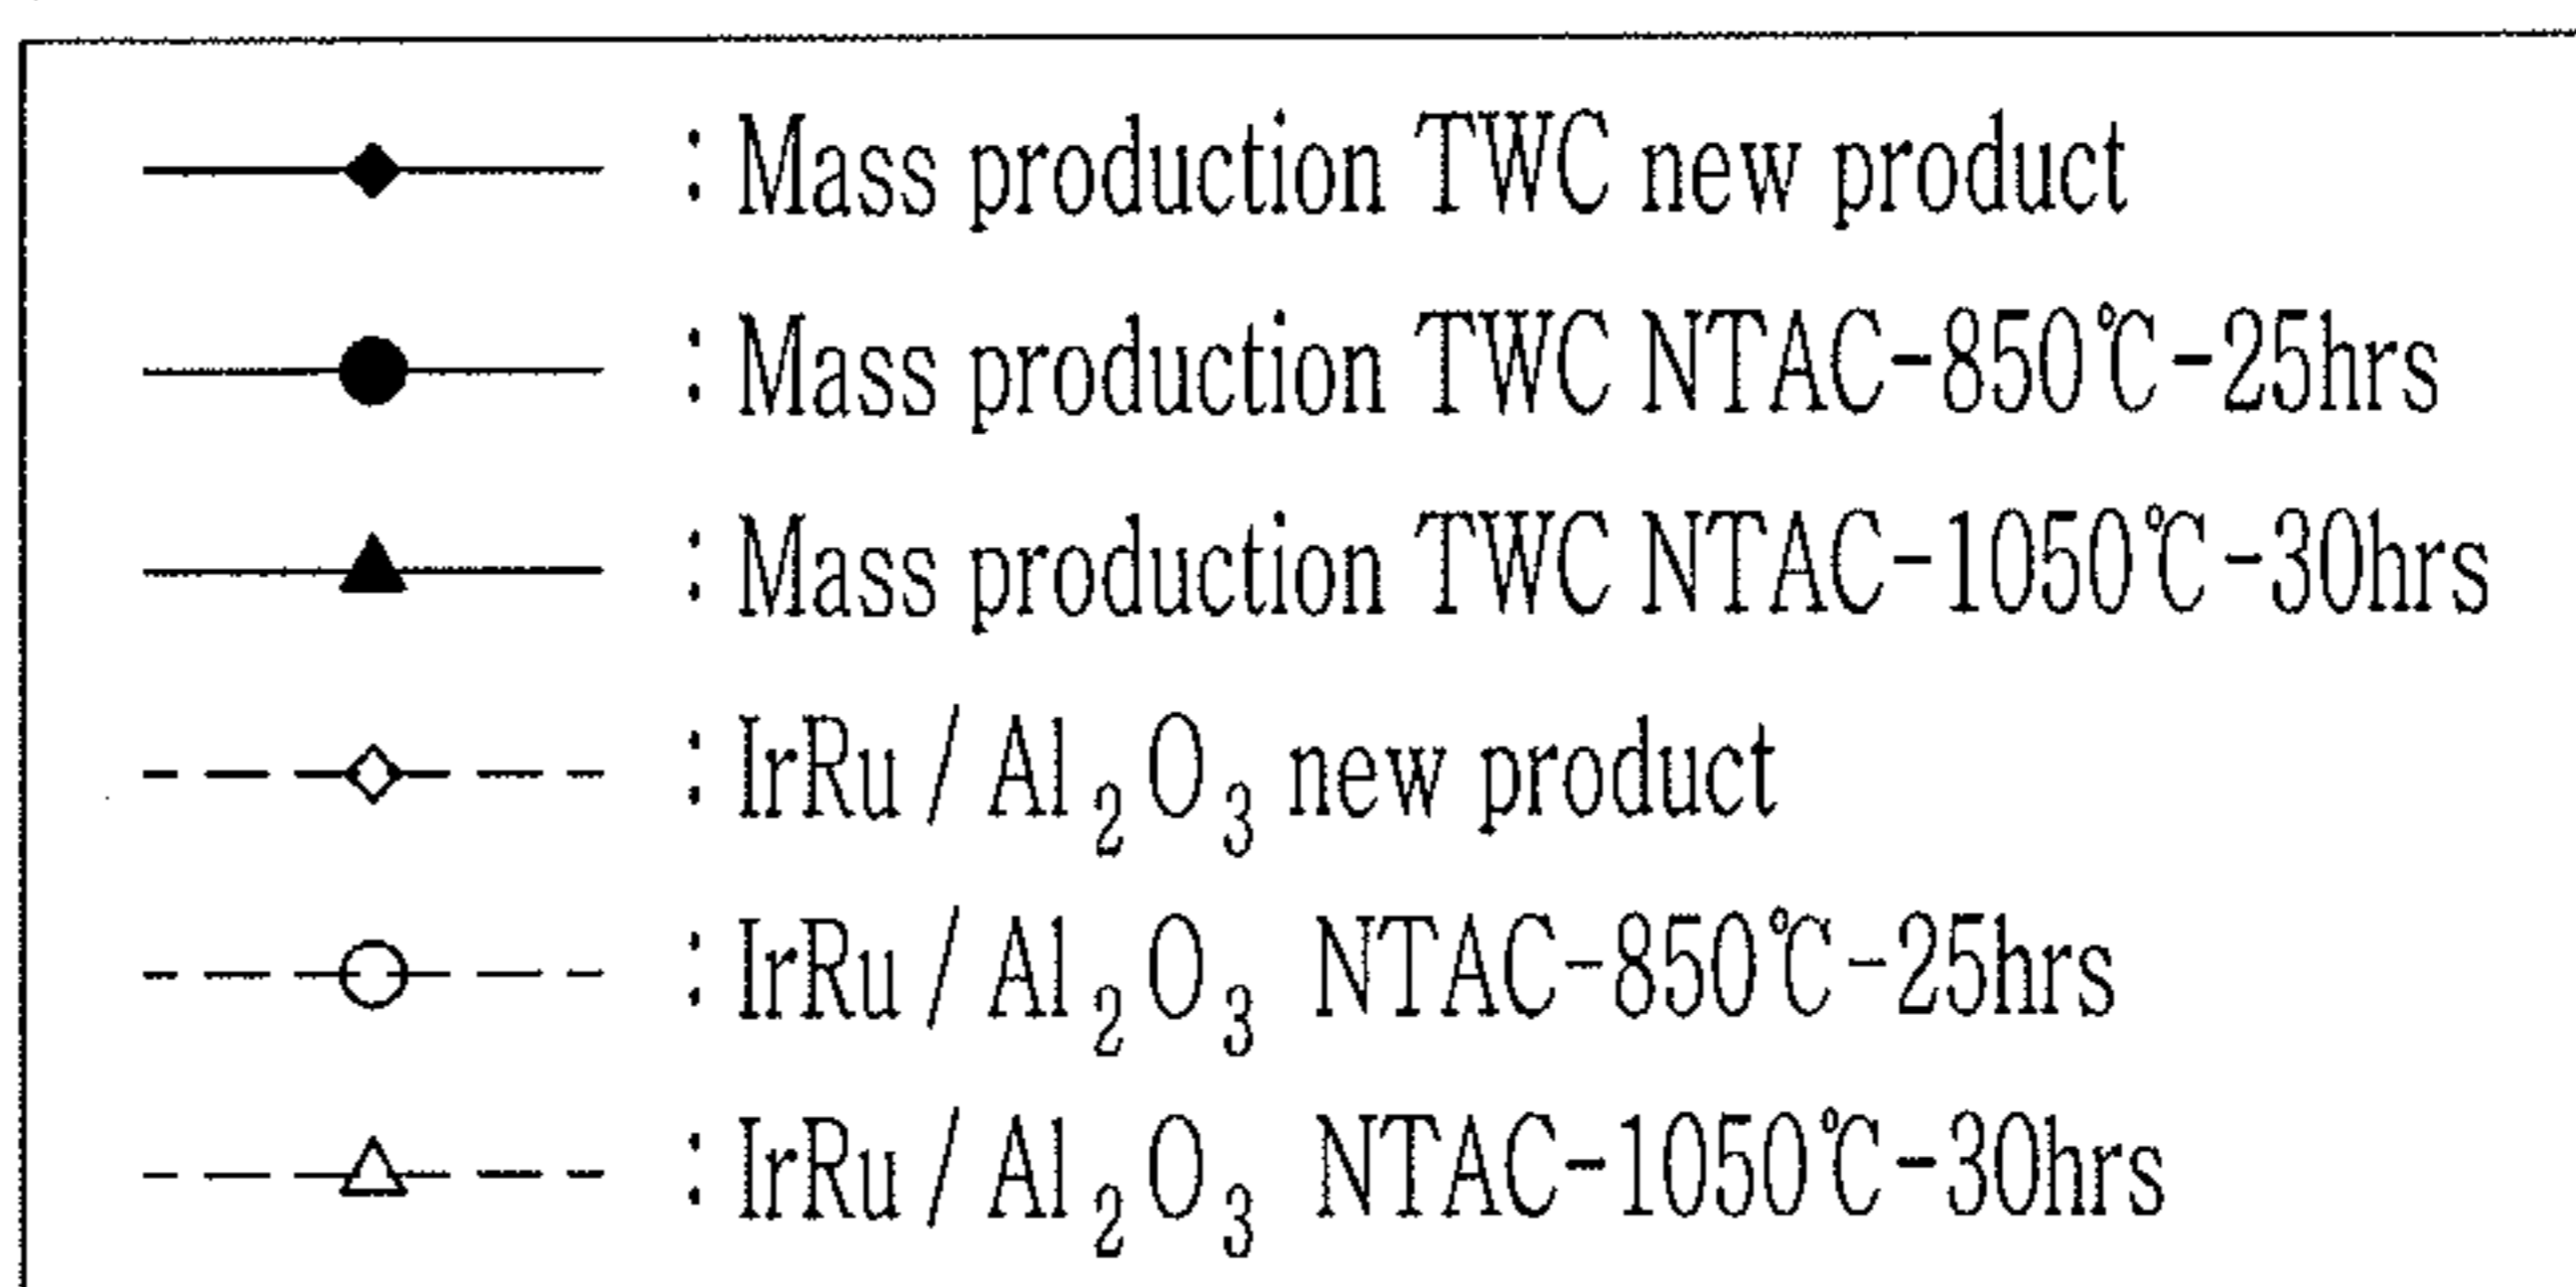 : Mass production TWC new product
: Mass production TWC NTAC-850℃-25hrs
: Mass production TWC NTAC-1050℃-30hrs
: IrRu / Al₂O₃ new product
: IrRu / Al₂O₃ NTAC-850℃-25hrs
: IrRu / Al₂O₃ NTAC-1050℃-30hrs